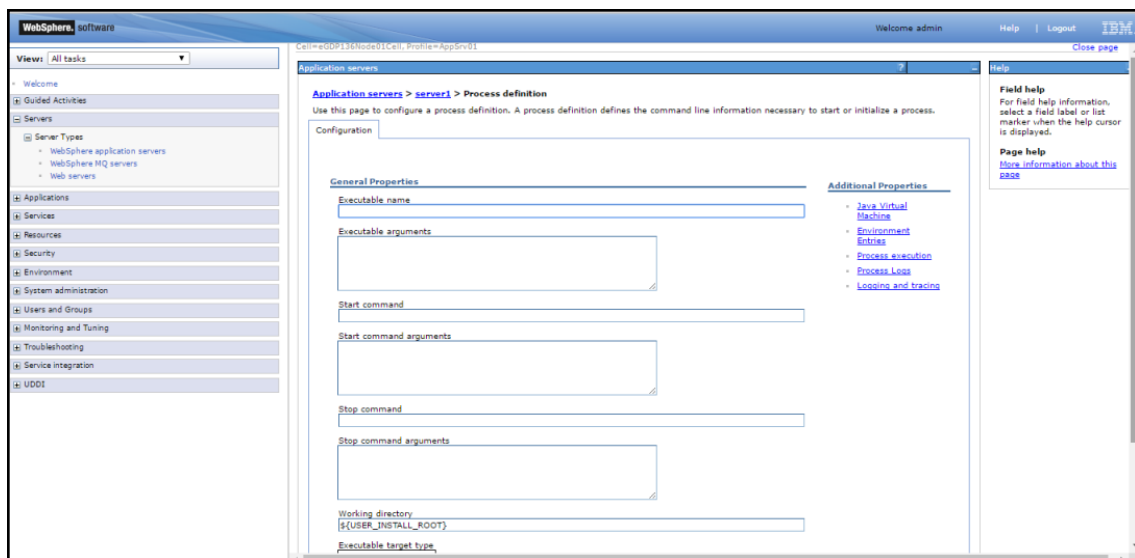 WebSphere. software
Welcome admin
Help | Logout
IBM
View: All tasks
Welcome
Guided Activities
Servers
Server Types
WebSphere application servers
WebSphere MQ servers
Web servers
Applications
Services
Resources
Security
Environment
System administration
Users and Groups
Monitoring and Tuning
Troubleshooting
Service integration
UDDI
Cell=eGDP136Node01Cell, Profile=AppSrv01
Close page
Application servers
?
Application servers > server1 > Process definition
Use this page to configure a process definition. A process definition defines the command line information necessary to start or initialize a process.
Configuration
General Properties
Executable name
Executable arguments
Start command
Start command arguments
Stop command
Stop command arguments
Working directory
${USER_INSTALL_ROOT}
Executable target type
Additional Properties
Java Virtual
Machine
Environment
Entries
Process execution
Process Logs
Logging and tracing
Help
Field help
For field help information,
select a field label or list
marker when the help cursor
is displayed.
Page help
More information about this
page